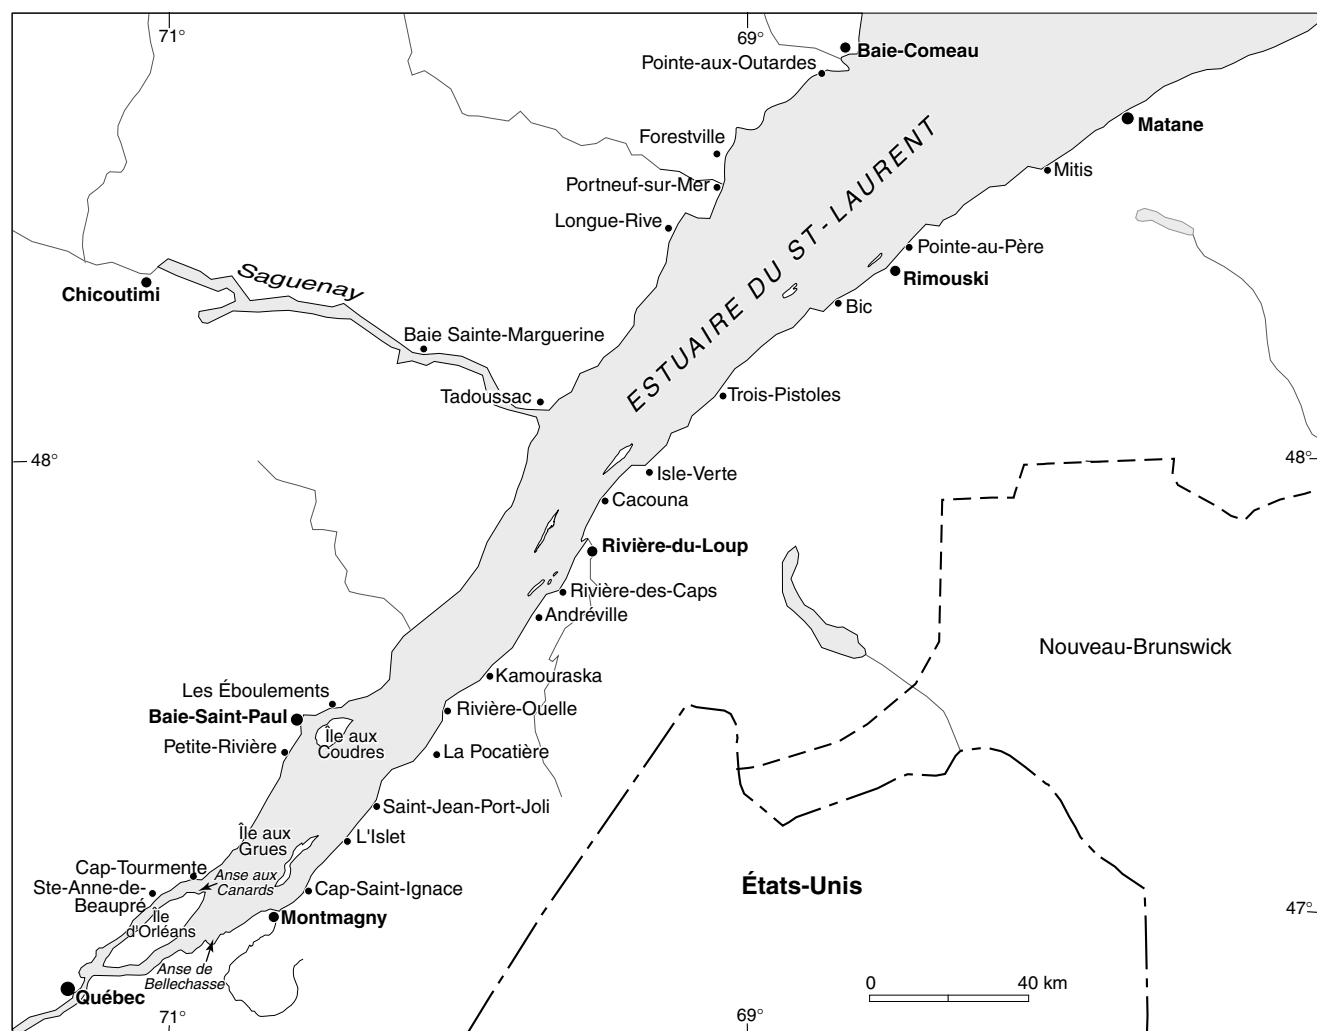 71°
69°
Baie-Comeau
Pointe-aux-Outardes
Matane
Forestville
Mitis
Portneuf-sur-Mer
Longue-Rive
ESTUAIRE DU ST-LAURENT
Pointe-au-Père
Rimouski
Saguenay
Chicoutimi
Bic
Baie Sainte-Marguerine
Tadoussac
Trois-Pistoles
48°
48°
Isle-Verte
Cacouna
Rivière-du-Loup
Rivière-des-Caps
Andréville
Nouveau-Brunswick
Kamouraska
Les Éboulements
Rivière-Ouelle
Baie-Saint-Paul
Île aux
Coudres
Petite-Rivière
La Pocatière
Saint-Jean-Port-Joli
Île aux
Grues
L'Islet
Cap-Tourmente
Anse aux
Canards
Ste-Anne-de-
Beaupré
Cap-Saint-Ignace
États-Unis
Île
d'Orléans
Montmagny
47°
Anse de
Bellechasse
Québec
0
40 km
71°
69°